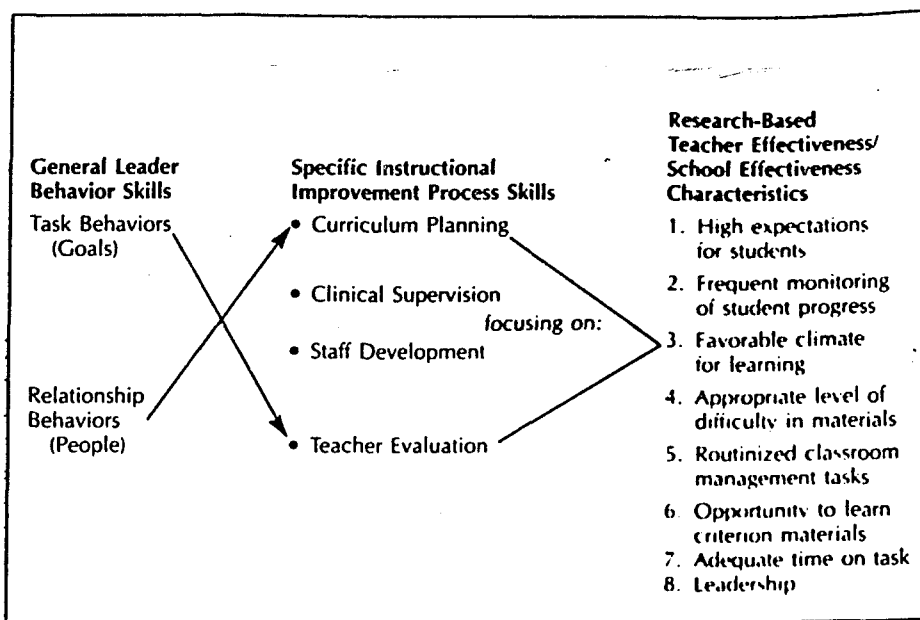 General Leader
Behavior Skills
Task Behaviors
(Goals)
Relationship
Behaviors
(People)
Specific Instructional
Improvement Process Skills
• Curriculum Planning
• Clinical Supervision
focusing on:
• Staff Development
• Teacher Evaluation
Research-Based
Teacher Effectiveness/
School Effectiveness
Characteristics
1. High expectations
for students
2. Frequent monitoring
of student progress
3. Favorable climate
for learning
4. Appropriate level of
difficulty in materials
5. Routinized classroom
management tasks
6. Opportunity to learn
criterion materials
7. Adequate time on task
8. Leadership